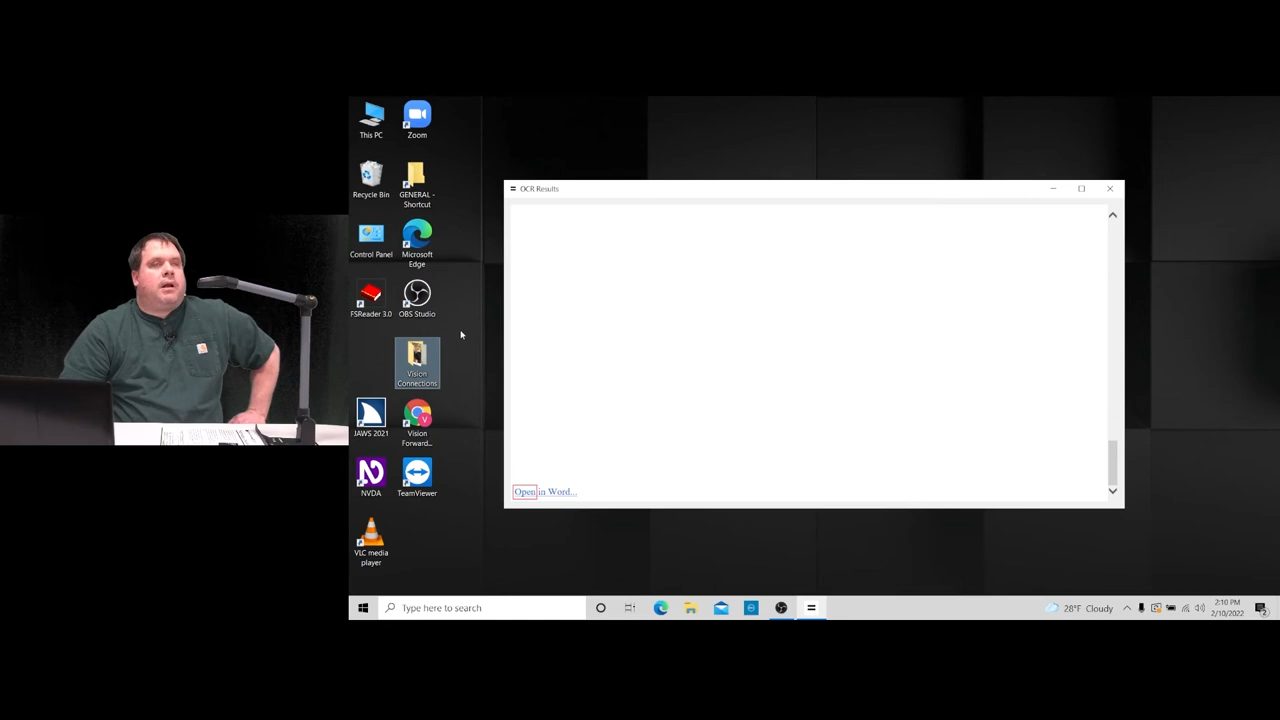 This PC
Zoom
Recycle Bin
GENERAL -
Shortcut
Control Panel
Microsoft
Edge
FSReader 3.0
OBS Studio
Vision
Connections
JAWS 2021
Vision
Forward...
NVDA
TeamViewer
VLC media
player
V
OCR Results
Open in Word...
Type here to search
28°F Cloudy
2:10 PM
2/10/2022
2